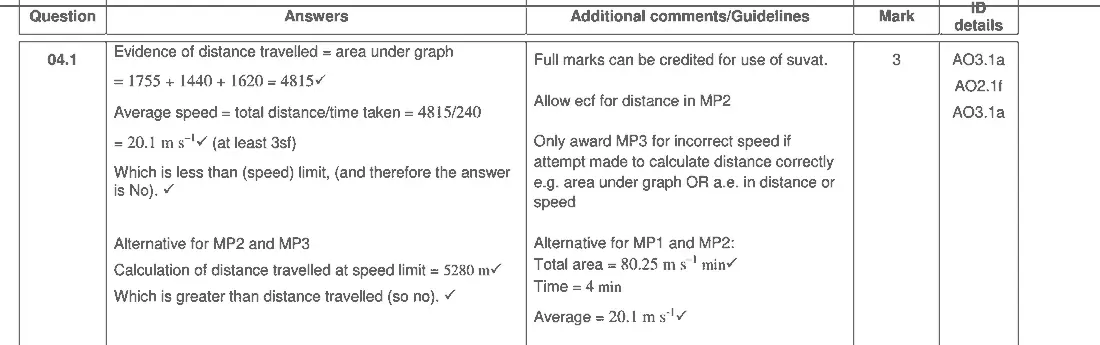 Question Answers Additional comments/Guidelines Mark ID details
04.1 Evidence of distance travelled = area under graph
= 1755 + 1440 + 1620 = 4815✓
Average speed = total distance/time taken = 4815/240
= 20.1 m s⁻¹✓ (at least 3sf)
Which is less than (speed) limit, (and therefore the answer
is No). ✓
Alternative for MP2 and MP3
Calculation of distance travelled at speed limit = 5280 m✓
Which is greater than distance travelled (so no). ✓
Full marks can be credited for use of suvat.
Allow ecf for distance in MP2
Only award MP3 for incorrect speed if
attempt made to calculate distance correctly
e.g. area under graph OR a.e. in distance or
speed
Alternative for MP1 and MP2:
Total area = 80.25 m s⁻¹ min✓
Time = 4 min
Average = 20.1 m s⁻¹✓
3
AO3.1a
AO2.1f
AO3.1a